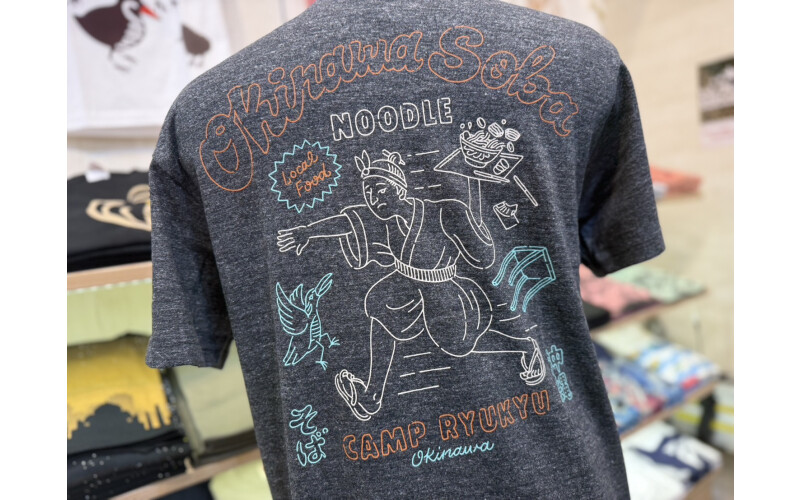 Okinawa Soba
NOODLE
Local
Food
そば
CAMP RYUKYU
Okinawa